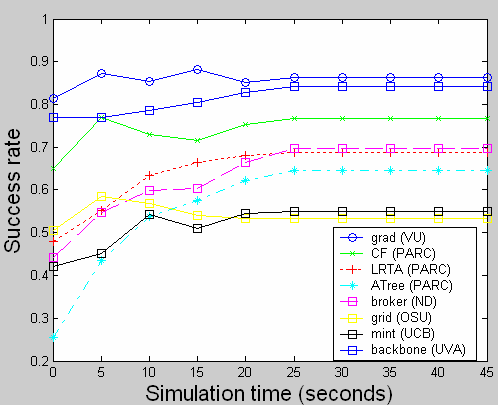 1
0.9
0.8
0.7
0.6
0.5
0.4
0.3
0.2
0 5 10 15 20 25 30 35 40 45
Success rate
Simulation time (seconds)
grad (VU)
CF (PARC)
LRTA (PARC)
ATree (PARC)
broker (ND)
grid (OSU)
mint (UCB)
backbone (UVA)